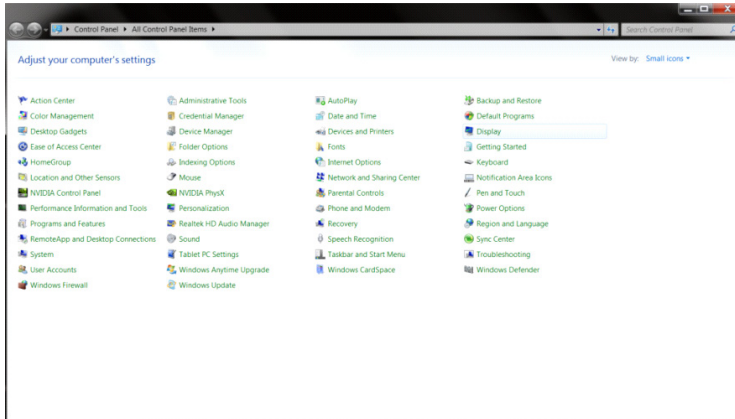 Control Panel All Control Panel Items
Search Control Panel
Adjust your computer's settings
View by: Small icons
Action Center
Administrative Tools
AutoPlay
Backup and Restore
Color Management
Credential Manager
Date and Time
Default Programs
Desktop Gadgets
Device Manager
Devices and Printers
Display
Ease of Access Center
Folder Options
Fonts
Getting Started
HomeGroup
Indexing Options
Internet Options
Keyboard
Location and Other Sensors
Mouse
Network and Sharing Center
Notification Area Icons
NVIDIA Control Panel
NVIDIA PhysX
Parental Controls
Pen and Touch
Performance Information and Tools
Personalization
Phone and Modem
Power Options
Programs and Features
Realtek HD Audio Manager
Recovery
Region and Language
RemoteApp and Desktop Connections
Sound
Speech Recognition
Sync Center
System
Tablet PC Settings
Taskbar and Start Menu
Troubleshooting
User Accounts
Windows Anytime Upgrade
Windows CardSpace
Windows Defender
Windows Firewall
Windows Update